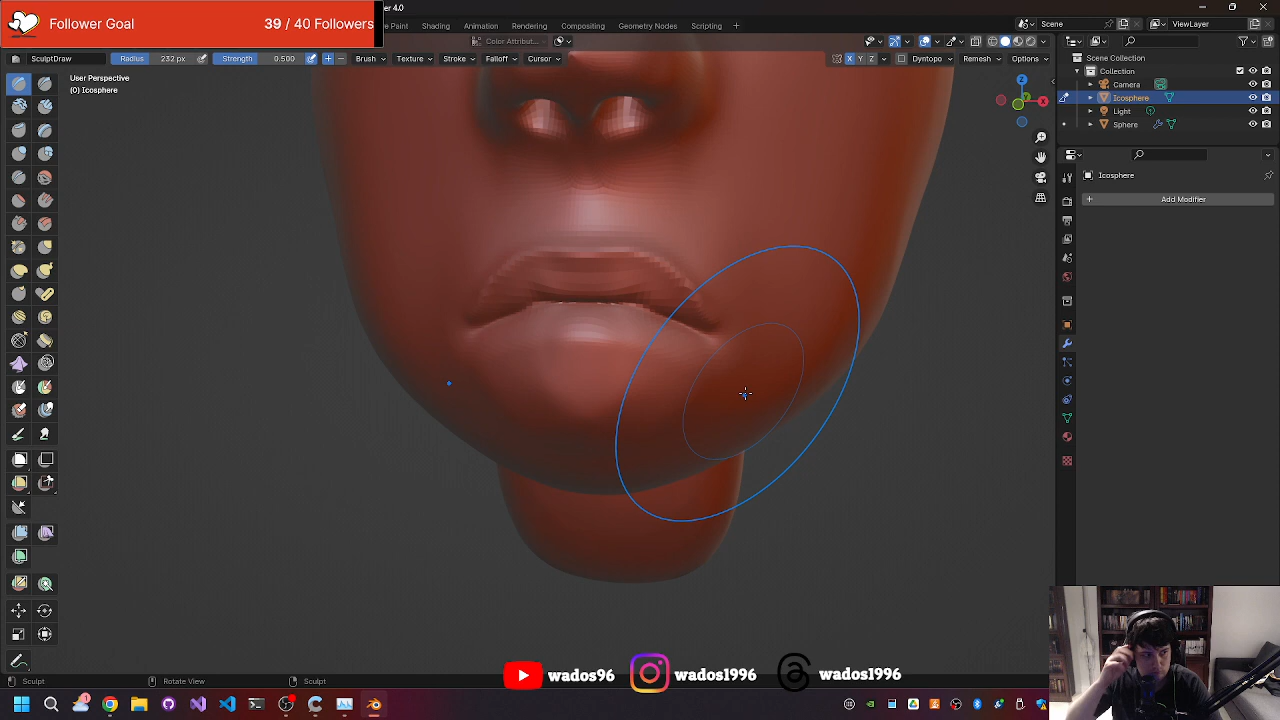 Follower Goal 39 / 40 Followers
4.0
Paint Shading Animation Rendering Compositing Geometry Nodes Scripting +
Scene ViewLayer
Color Attribut...
SculptDraw Radius 232 px Strength 0.500 Brush Texture Stroke Falloff Cursor X Y Z Dyntopo Remesh Options
User Perspective
(0) Icosphere
Scene Collection
Collection
Camera
Icosphere
Light
Sphere
Icosphere
Add Modifier
X
wados96 wados1996 wados1996
Sculpt Rotate View Sculpt